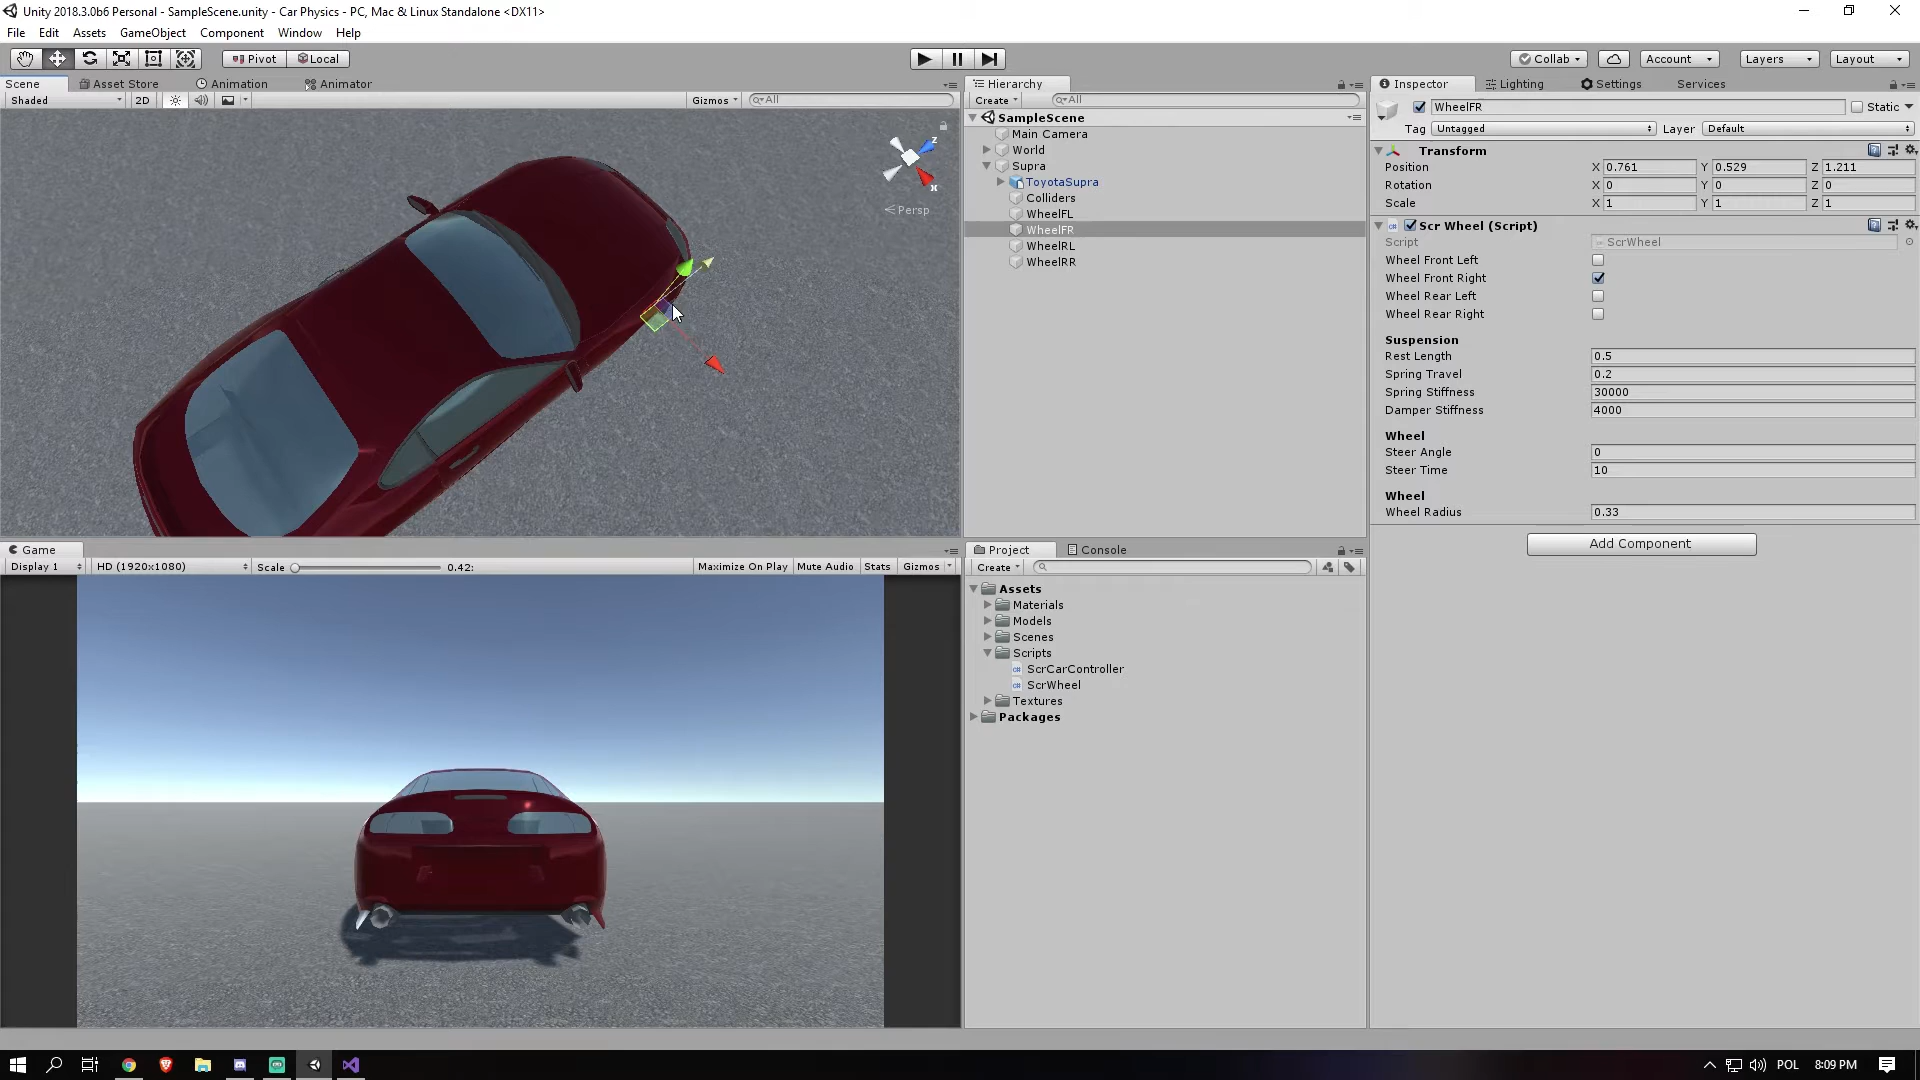 Unity 2018.3.0b6 Personal - SampleScene.unity - Car Physics - PC, Mac & Linux Standalone <DX11>
File Edit Assets GameObject Component Window Help
Pivot Local Collab Account Layers Layout
Scene Asset Store Animation Animator
Shaded 2D Gizmos All
z
x
Persp
Hierarchy
Create All
SampleScene
Main Camera
World
Supra
ToyotaSupra
Colliders
WheelFL
WheelFR
WheelRL
WheelRR
Inspector Lighting Settings Services
WheelFR Static
Tag Untagged Layer Default
Transform
Position X 0.761 Y 0.529 Z 1.211
Rotation X 0 Y 0 Z 0
Scale X 1 Y 1 Z 1
Scr Wheel (Script)
Script ScrWheel
Wheel Front Left
Wheel Front Right
Wheel Rear Left
Wheel Rear Right
Suspension
Rest Length 0.5
Spring Travel 0.2
Spring Stiffness 30000
Damper Stiffness 4000
Wheel
Steer Angle 0
Steer Time 10
Wheel
Wheel Radius 0.33
Add Component
Game
Display 1 HD (1920x1080) Scale 0.42: Maximize On Play Mute Audio Stats Gizmos
Project Console
Create
Assets
Materials
Models
Scenes
Scripts
ScrCarController
ScrWheel
Textures
Packages
POL 8:09 PM